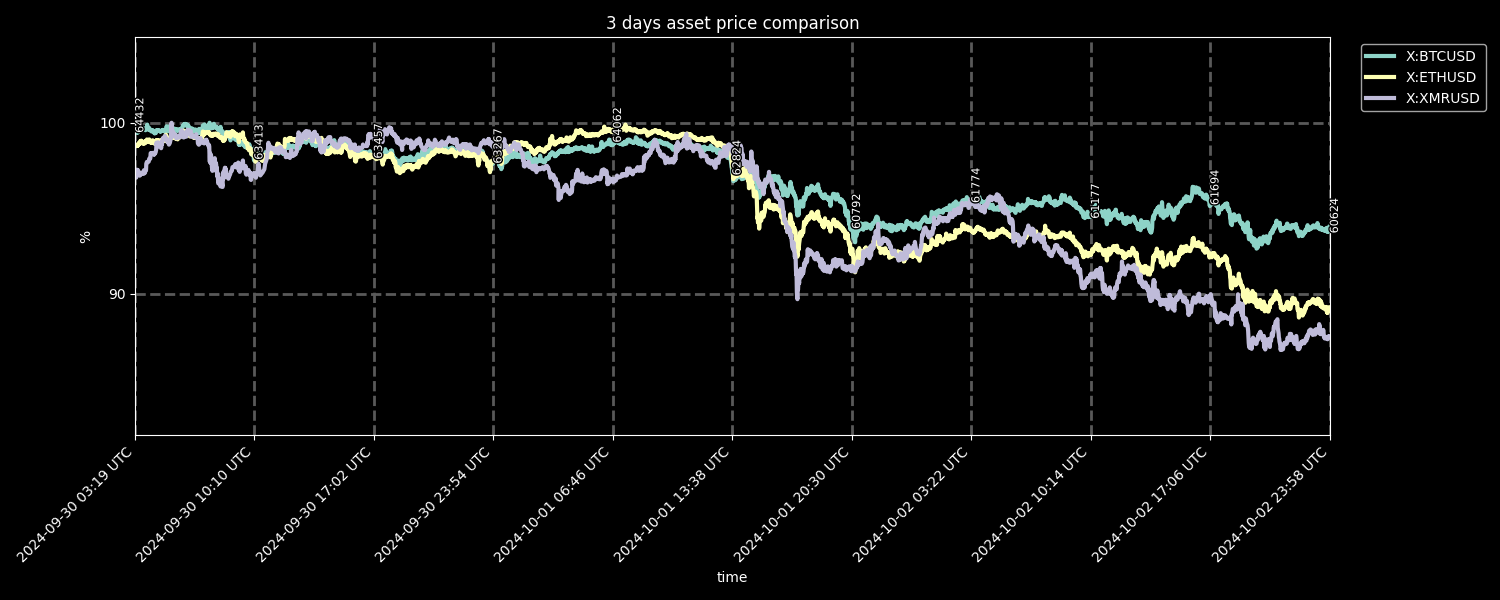 3 days asset price comparison
X:BTCUSD
X:ETHUSD
X:XMRUSD
100
90
%
64432
63413
63457
63267
64062
62824
60792
61774
61177
61694
60624
2024-09-30 03:19 UTC
2024-09-30 10:10 UTC
2024-09-30 17:02 UTC
2024-09-30 23:54 UTC
2024-10-01 06:46 UTC
2024-10-01 13:38 UTC
2024-10-01 20:30 UTC
2024-10-02 03:22 UTC
2024-10-02 10:14 UTC
2024-10-02 17:06 UTC
2024-10-02 23:58 UTC
time